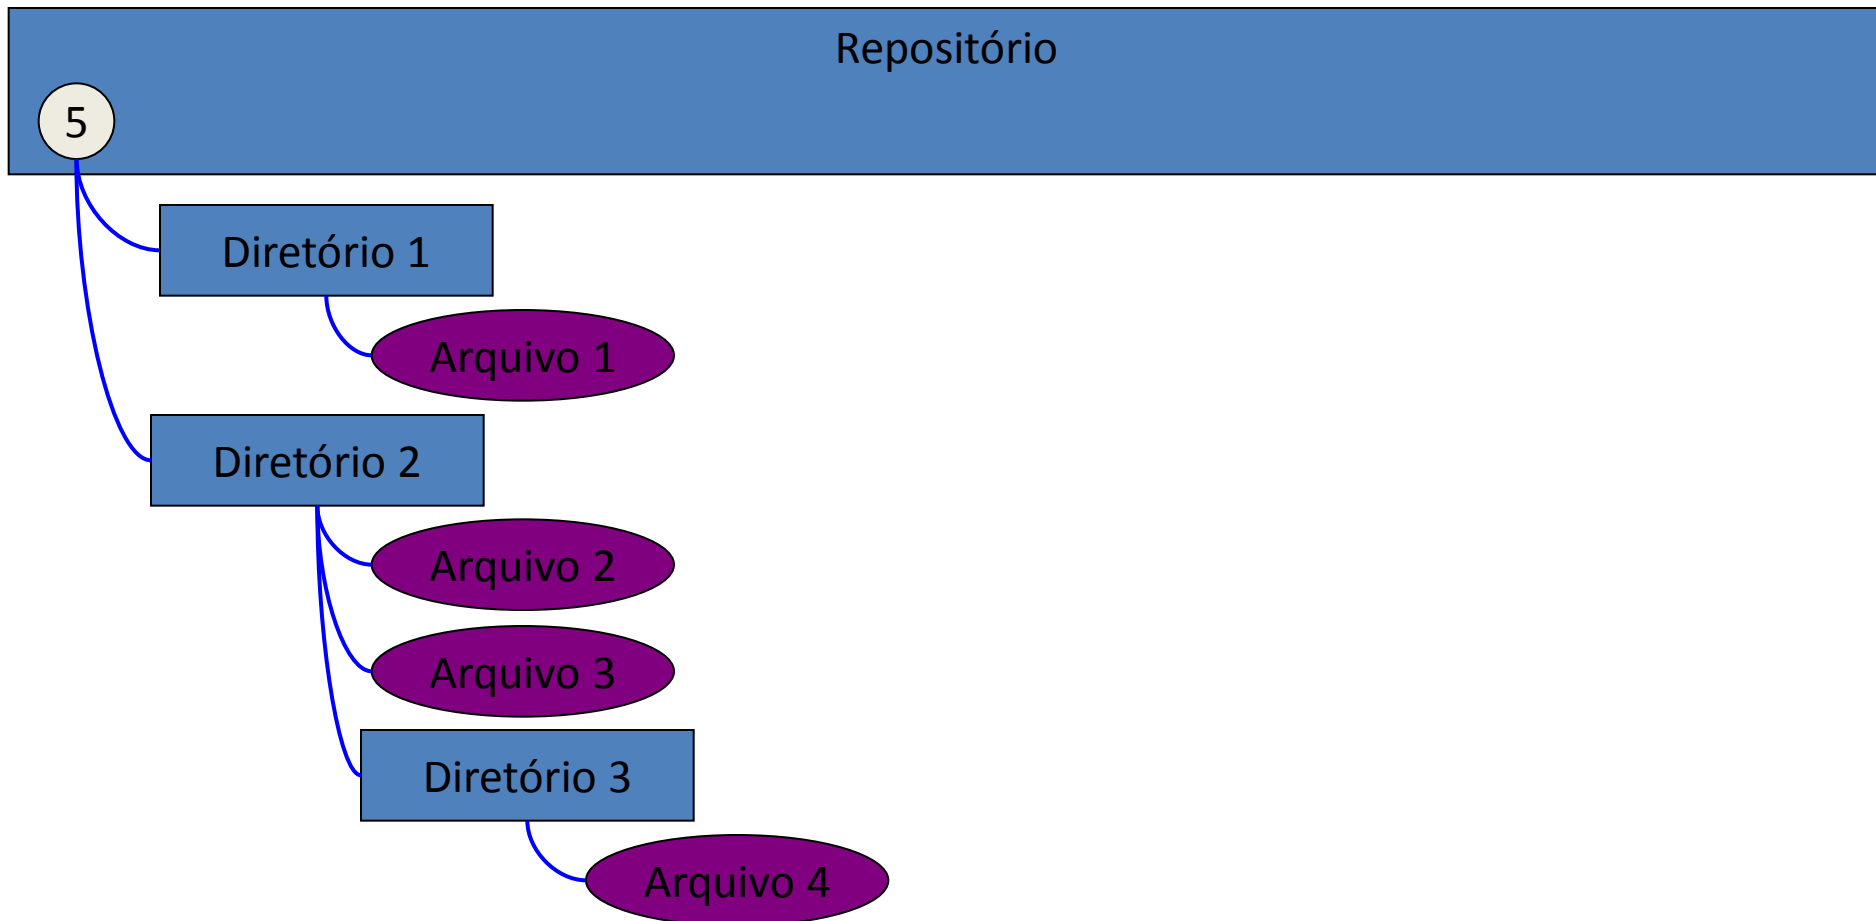 Repositório
5
Diretório 1
Arquivo 1
Diretório 2
Arquivo 2
Arquivo 3
Diretório 3
Arquivo 4